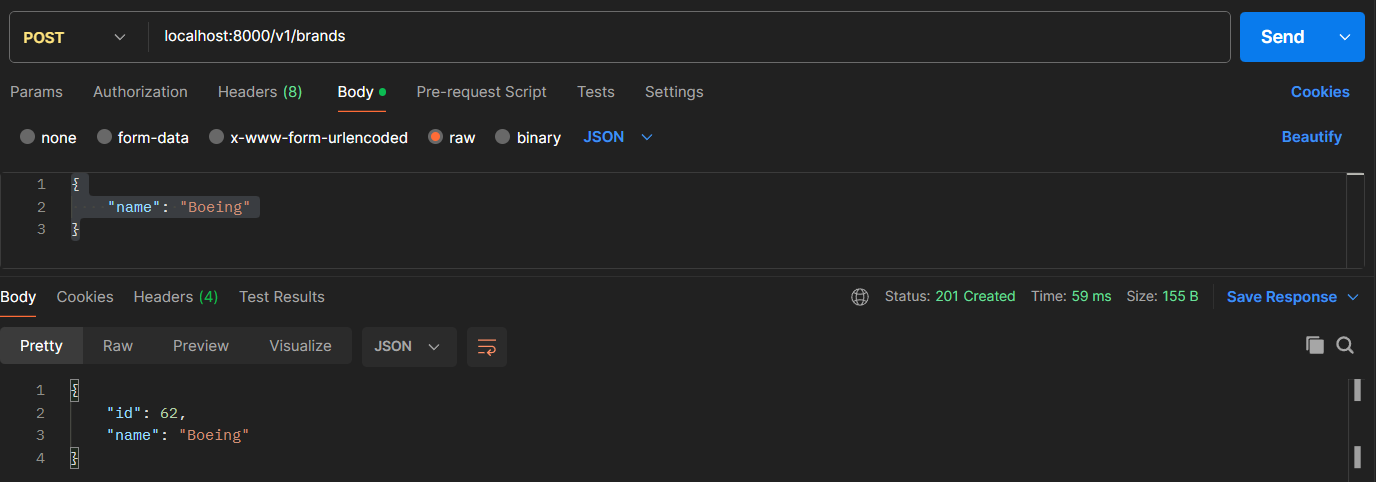 POST localhost:8000/v1/brands Send
Params Authorization Headers (8) Body Pre-request Script Tests Settings Cookies
none form-data x-www-form-urlencoded raw binary JSON Beautify
1 {
2 "name": "Boeing"
3 }
Body Cookies Headers (4) Test Results Status: 201 Created Time: 59 ms Size: 155 B Save Response
Pretty Raw Preview Visualize JSON
1 {
2 "id": 62,
3 "name": "Boeing"
4 }